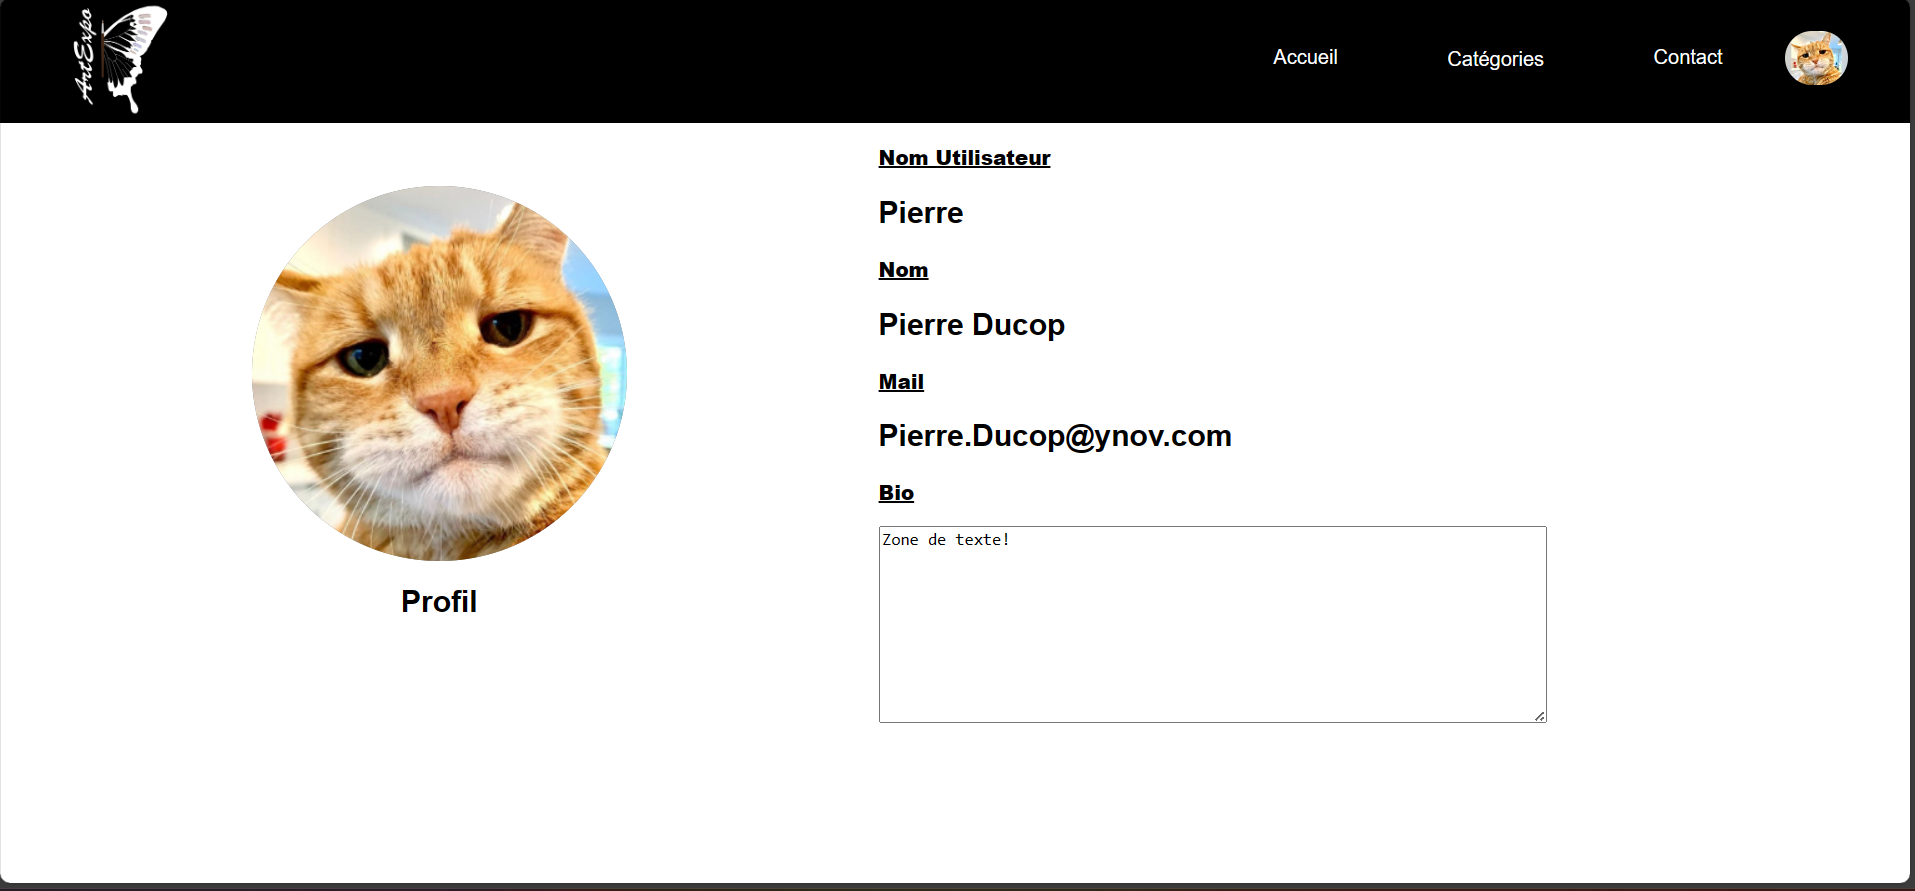 ArtExpo
Accueil
Catégories
Contact
Nom Utilisateur
Pierre
Nom
Pierre Ducop
Mail
Pierre.Ducop@ynov.com
Bio
Zone de texte!
Profil